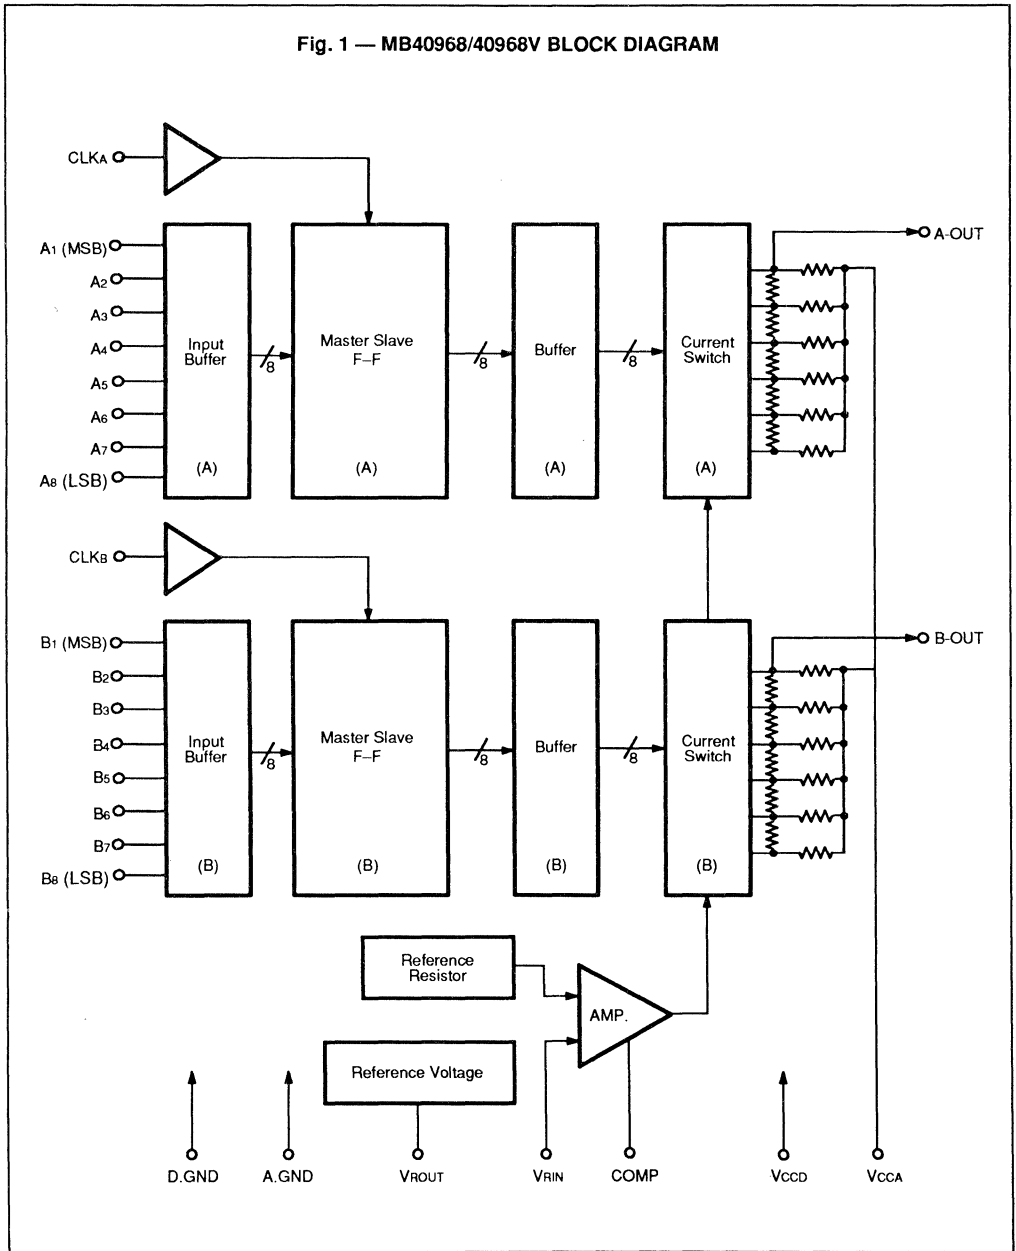 Fig. 1 — MB40968/40968V BLOCK DIAGRAM
CLKA
A1 (MSB)
A2
A3
A4
A5
A6
A7
A8 (LSB)
Input
Buffer
(A)
8
Master Slave
F–F
(A)
8
Buffer
(A)
8
Current
Switch
(A)
A-OUT
CLKB
B1 (MSB)
B2
B3
B4
B5
B6
B7
B8 (LSB)
Input
Buffer
(B)
8
Master Slave
F–F
(B)
8
Buffer
(B)
8
Current
Switch
(B)
B-OUT
Reference
Resistor
AMP.
Reference Voltage
D.GND
A.GND
VROUT
VRIN
COMP
VCCD
VCCA